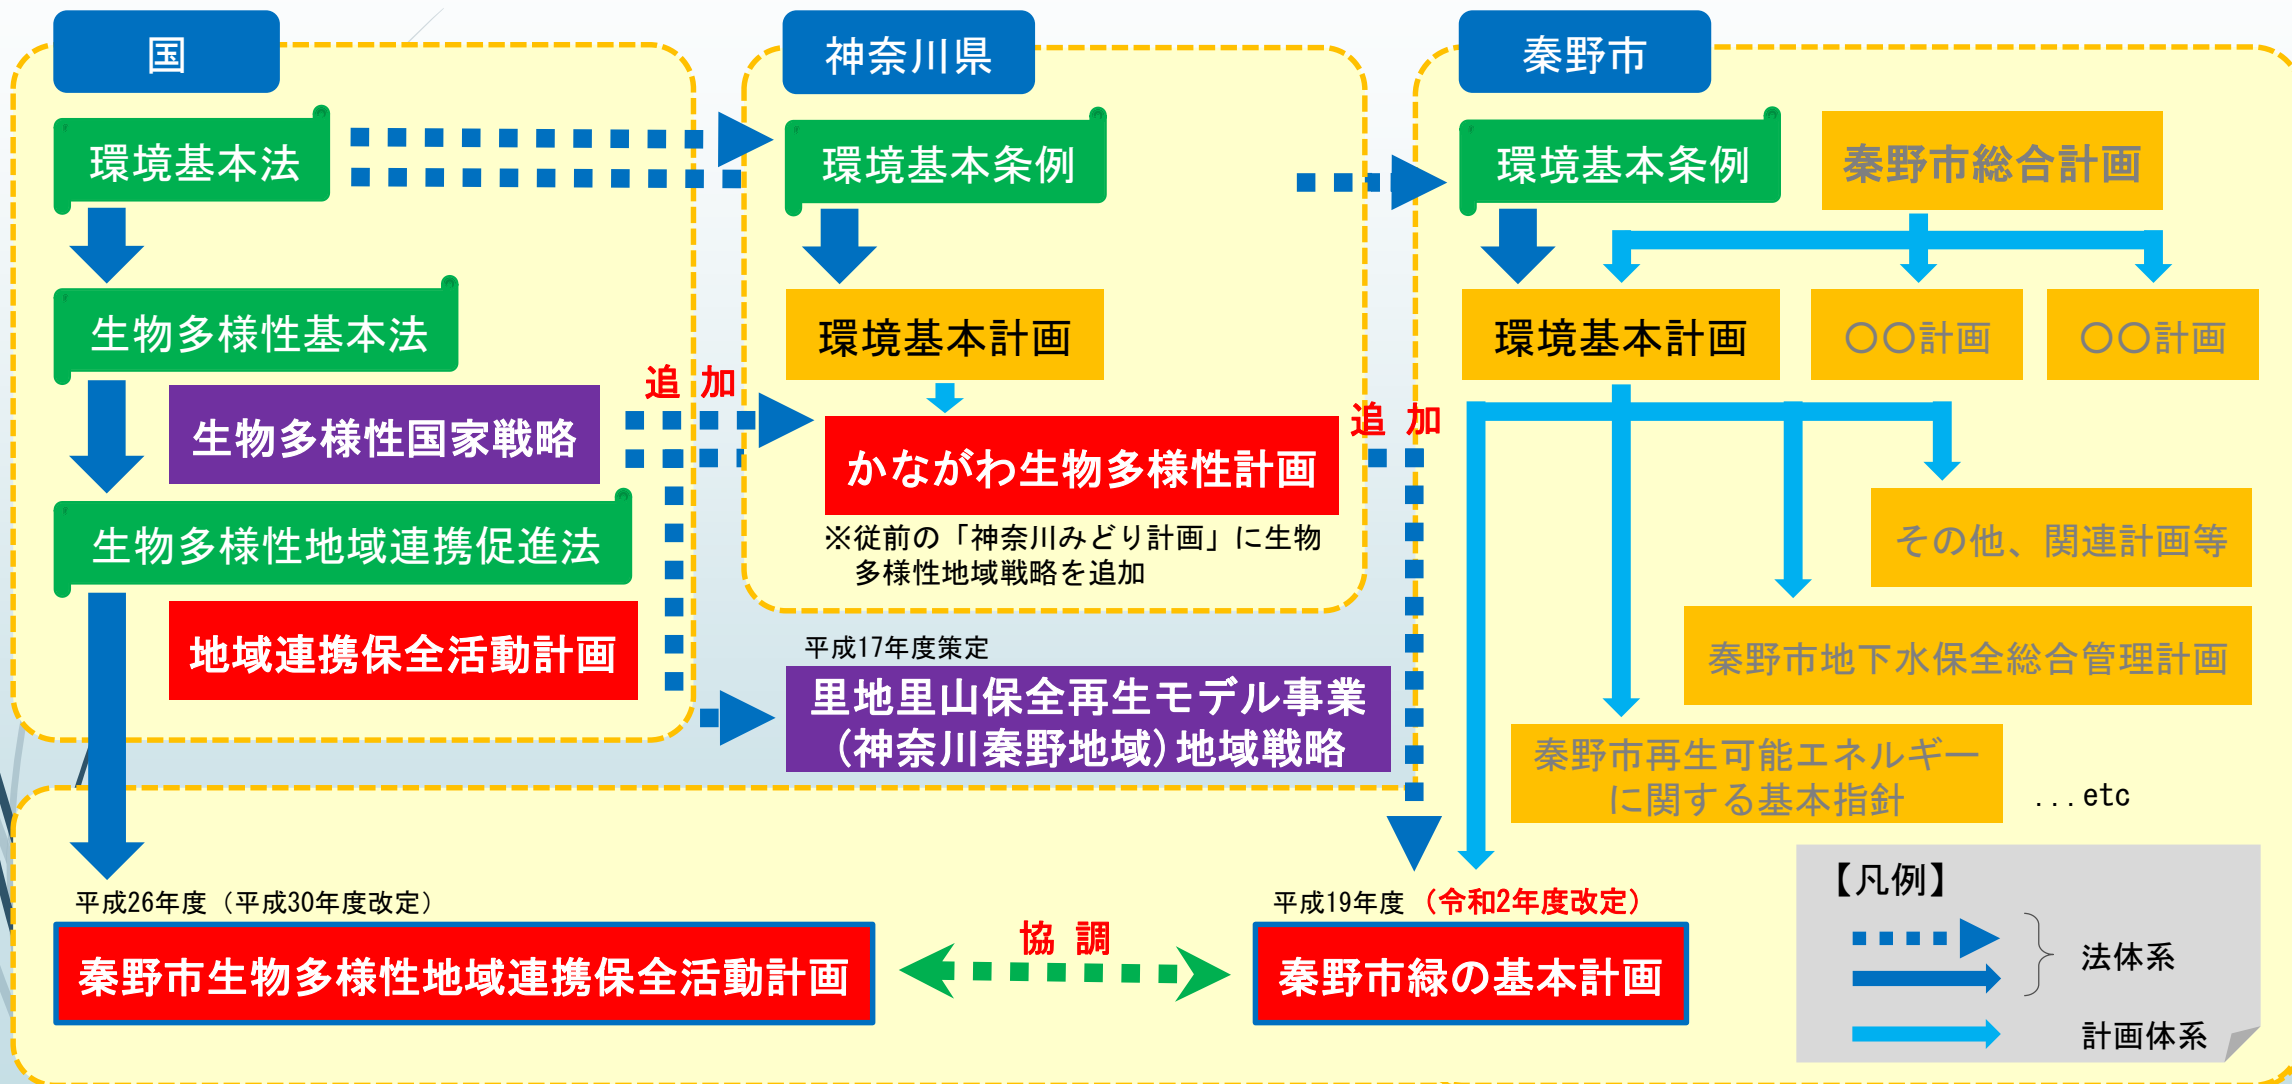 国
環境基本法
生物多様性基本法
生物多様性国家戦略
生物多様性地域連携促進法
地域連携保全活動計画
追 加
神奈川県
環境基本条例
環境基本計画
かながわ生物多様性計画
※従前の「神奈川みどり計画」に生物
多様性地域戦略を追加
平成17年度策定
里地里山保全再生モデル事業
(神奈川秦野地域)地域戦略
追 加
秦野市
環境基本条例
秦野市総合計画
環境基本計画
○○計画
○○計画
その他、関連計画等
秦野市地下水保全総合管理計画
秦野市再生可能エネルギー
に関する基本指針
...etc
平成26年度（平成30年度改定）
秦野市生物多様性地域連携保全活動計画
協 調
平成19年度（令和2年度改定）
秦野市緑の基本計画
【凡例】
法体系
計画体系